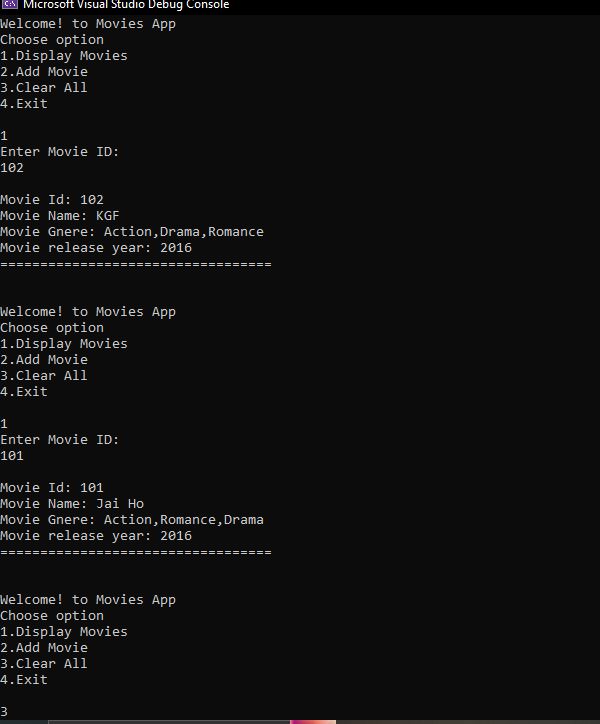 Microsoft Visual Studio Debug Console
Welcome! to Movies App
Choose option
1.Display Movies
2.Add Movie
3.Clear All
4.Exit
1
Enter Movie ID:
102
Movie Id: 102
Movie Name: KGF
Movie Gnere: Action,Drama,Romance
Movie release year: 2016
==================================
Welcome! to Movies App
Choose option
1.Display Movies
2.Add Movie
3.Clear All
4.Exit
1
Enter Movie ID:
101
Movie Id: 101
Movie Name: Jai Ho
Movie Gnere: Action,Romance,Drama
Movie release year: 2016
==================================
Welcome! to Movies App
Choose option
1.Display Movies
2.Add Movie
3.Clear All
4.Exit
3